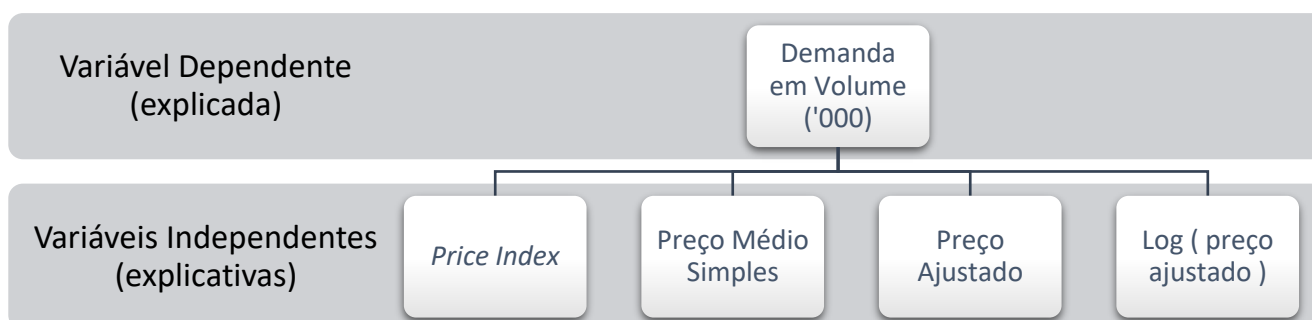 Variável Dependente
(explicada)
Demanda
em Volume
('000)
Variáveis Independentes
(explicativas)
Price Index
Preço Médio
Simples
Preço
Ajustado
Log ( preço
ajustado )